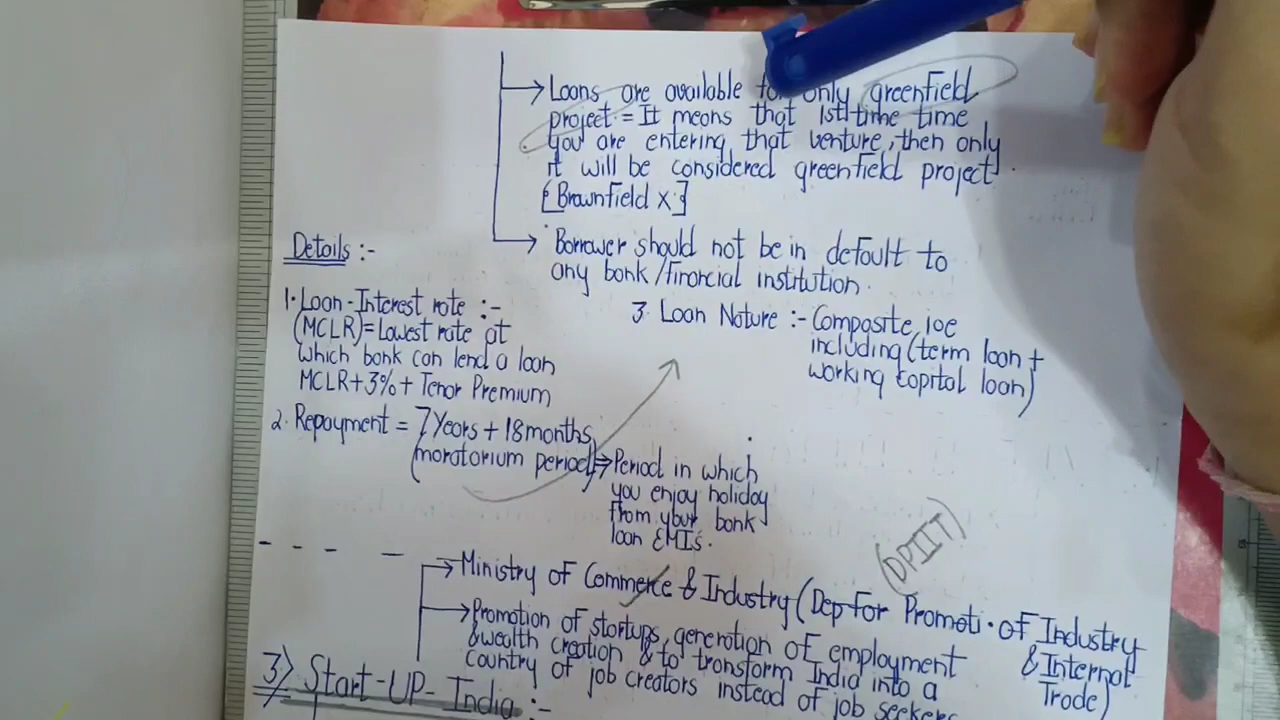 → Loans are available for only greenfield
project = It means that 1st time time
you are entering that venture, then only
it will be considered greenfield project.
[Brownfield x]
→ Borrower should not be in default to
any bank/financial institution.
Details :-
1. Loan-Interest rate :-
(MCLR)=Lowest rate at
which bank can lend a loan
MCLR+3%+ Tenor Premium
2. Repayment = 7 Years + 18 months
(moratorium period) ⇒ Period in which
you enjoy holiday
from your bank
loan EMIs.
3. Loan Nature :- Composite, i.e
including (term loan +
working capital loan)
(DPIIT)
→ Ministry of Commerce & Industry (Dep for Promoti. of Industry
& Internal
Trade)
→ Promotion of startups, generation of employment
& wealth creation & to transform India into a
country of job creators instead of job seekers
3) Start-UP-India :-